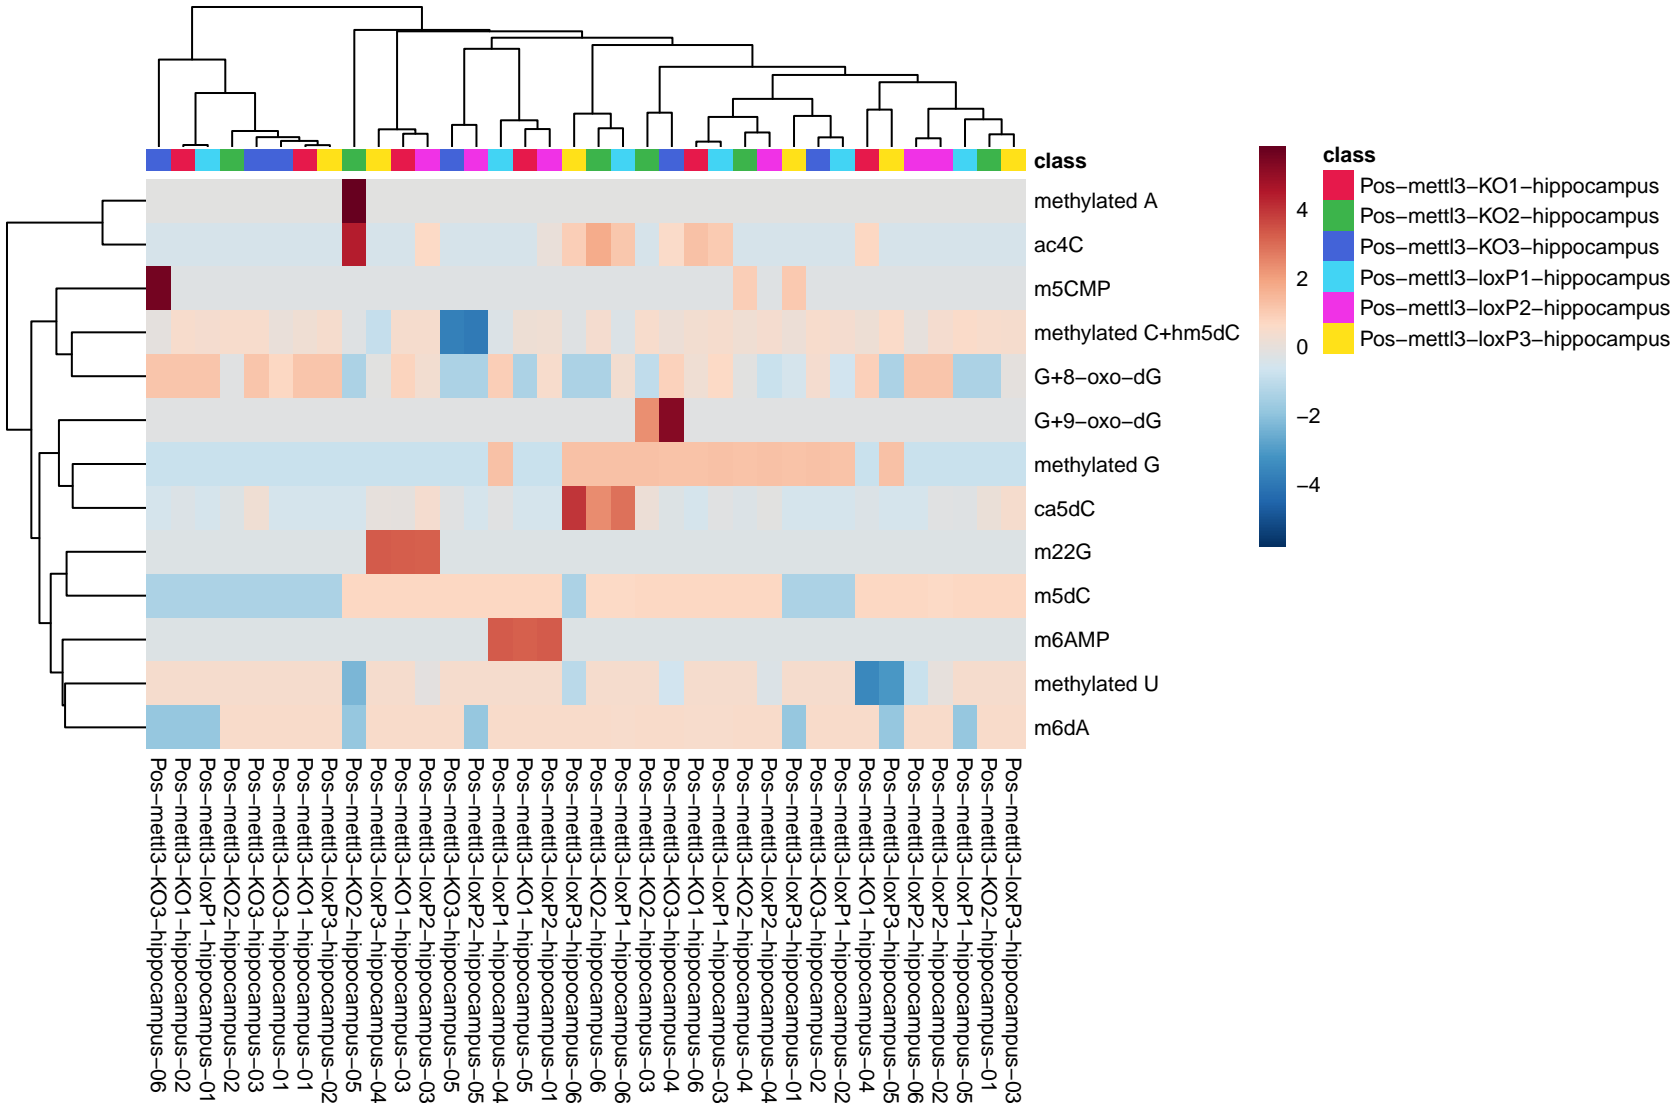 class
methylated A
ac4C
m5CMP
methylated C+hm5dC
G+8−oxo−dG
G+9−oxo−dG
methylated G
ca5dC
m22G
m5dC
m6AMP
methylated U
m6dA
4
2
0
−2
−4
class
Pos−mettl3−KO1−hippocampus
Pos−mettl3−KO2−hippocampus
Pos−mettl3−KO3−hippocampus
Pos−mettl3−loxP1−hippocampus
Pos−mettl3−loxP2−hippocampus
Pos−mettl3−loxP3−hippocampus
Pos−mettl3−KO3−hippocampus−06
Pos−mettl3−KO1−hippocampus−02
Pos−mettl3−loxP1−hippocampus−01
Pos−mettl3−KO2−hippocampus−02
Pos−mettl3−KO3−hippocampus−03
Pos−mettl3−KO3−hippocampus−01
Pos−mettl3−KO1−hippocampus−01
Pos−mettl3−loxP3−hippocampus−02
Pos−mettl3−KO2−hippocampus−05
Pos−mettl3−loxP3−hippocampus−04
Pos−mettl3−KO1−hippocampus−03
Pos−mettl3−loxP2−hippocampus−03
Pos−mettl3−KO3−hippocampus−05
Pos−mettl3−loxP2−hippocampus−05
Pos−mettl3−loxP1−hippocampus−04
Pos−mettl3−KO1−hippocampus−05
Pos−mettl3−loxP2−hippocampus−01
Pos−mettl3−loxP3−hippocampus−06
Pos−mettl3−KO2−hippocampus−06
Pos−mettl3−loxP1−hippocampus−06
Pos−mettl3−KO2−hippocampus−03
Pos−mettl3−KO3−hippocampus−04
Pos−mettl3−KO1−hippocampus−06
Pos−mettl3−loxP1−hippocampus−03
Pos−mettl3−KO2−hippocampus−04
Pos−mettl3−loxP2−hippocampus−04
Pos−mettl3−loxP3−hippocampus−01
Pos−mettl3−KO3−hippocampus−02
Pos−mettl3−loxP1−hippocampus−02
Pos−mettl3−KO1−hippocampus−04
Pos−mettl3−loxP3−hippocampus−05
Pos−mettl3−loxP2−hippocampus−06
Pos−mettl3−loxP2−hippocampus−02
Pos−mettl3−loxP1−hippocampus−05
Pos−mettl3−KO2−hippocampus−01
Pos−mettl3−loxP3−hippocampus−03